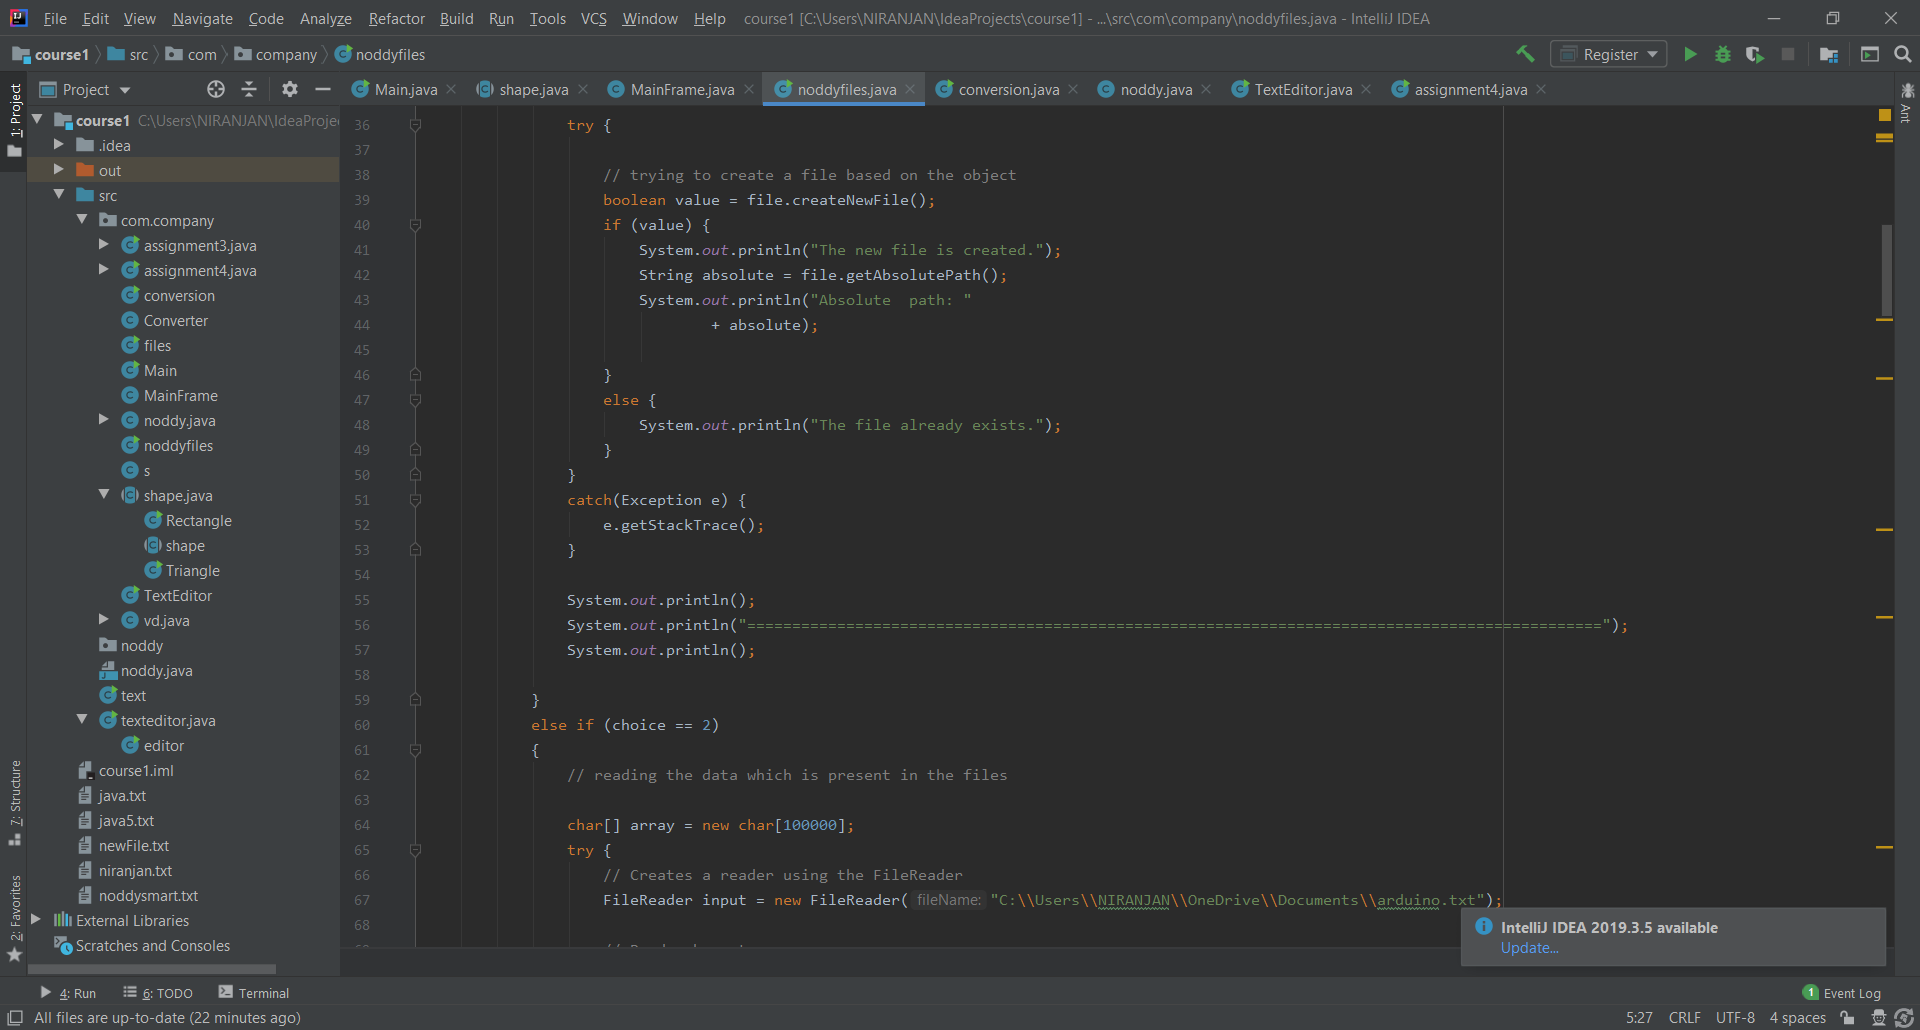 File Edit View Navigate Code Analyze Refactor Build Run Tools VCS Window Help course1 [C:\Users\NIRANJAN\IdeaProjects\course1] - ...\src\com\company\noddyfiles.java - IntelliJ IDEA
course1 src com company noddyfiles Register
Project Main.java shape.java MainFrame.java noddyfiles.java conversion.java noddy.java TextEditor.java assignment4.java
1: Project
7: Structure
2: Favorites
Ant
course1 C:\Users\NIRANJAN\IdeaProje
.idea
out
src
com.company
assignment3.java
assignment4.java
conversion
Converter
files
Main
MainFrame
noddy.java
noddyfiles
s
shape.java
Rectangle
shape
Triangle
TextEditor
vd.java
noddy
noddy.java
text
texteditor.java
editor
course1.iml
java.txt
java5.txt
newFile.txt
niranjan.txt
noddysmart.txt
External Libraries
Scratches and Consoles
36 try {
37
38 // trying to create a file based on the object
39 boolean value = file.createNewFile();
40 if (value) {
41 System.out.println("The new file is created.");
42 String absolute = file.getAbsolutePath();
43 System.out.println("Absolute  path: "
44 + absolute);
45
46 }
47 else {
48 System.out.println("The file already exists.");
49 }
50 }
51 catch(Exception e) {
52 e.getStackTrace();
53 }
54
55 System.out.println();
56 System.out.println("===============================================================================================");
57 System.out.println();
58
59 }
60 else if (choice == 2)
61 {
62 // reading the data which is present in the files
63
64 char[] array = new char[100000];
65 try {
66 // Creates a reader using the FileReader
67 FileReader input = new FileReader( fileName: "C:\\Users\\NIRANJAN\\OneDrive\\Documents\\arduino.txt");
68
IntelliJ IDEA 2019.3.5 available
Update...
4: Run 6: TODO Terminal 1 Event Log
All files are up-to-date (22 minutes ago) 5:27 CRLF UTF-8 4 spaces